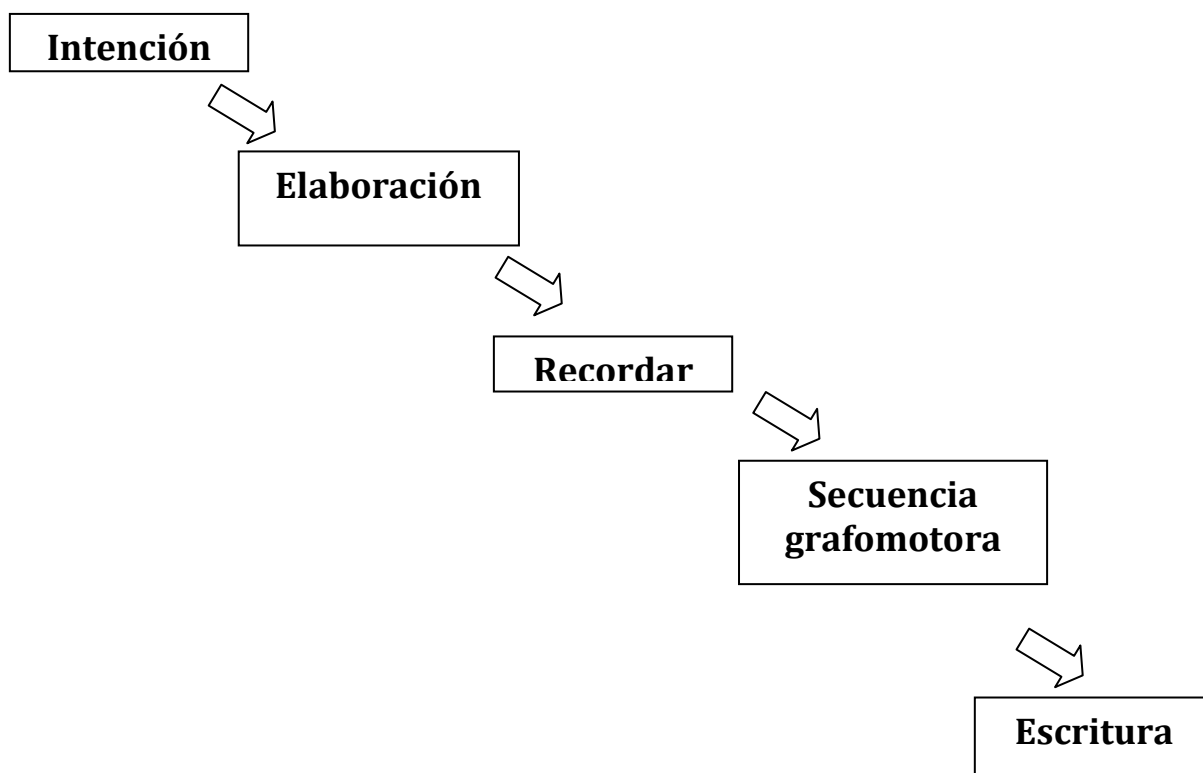 Intención
Elaboración
Recordar
Secuencia
grafomotora
Escritura